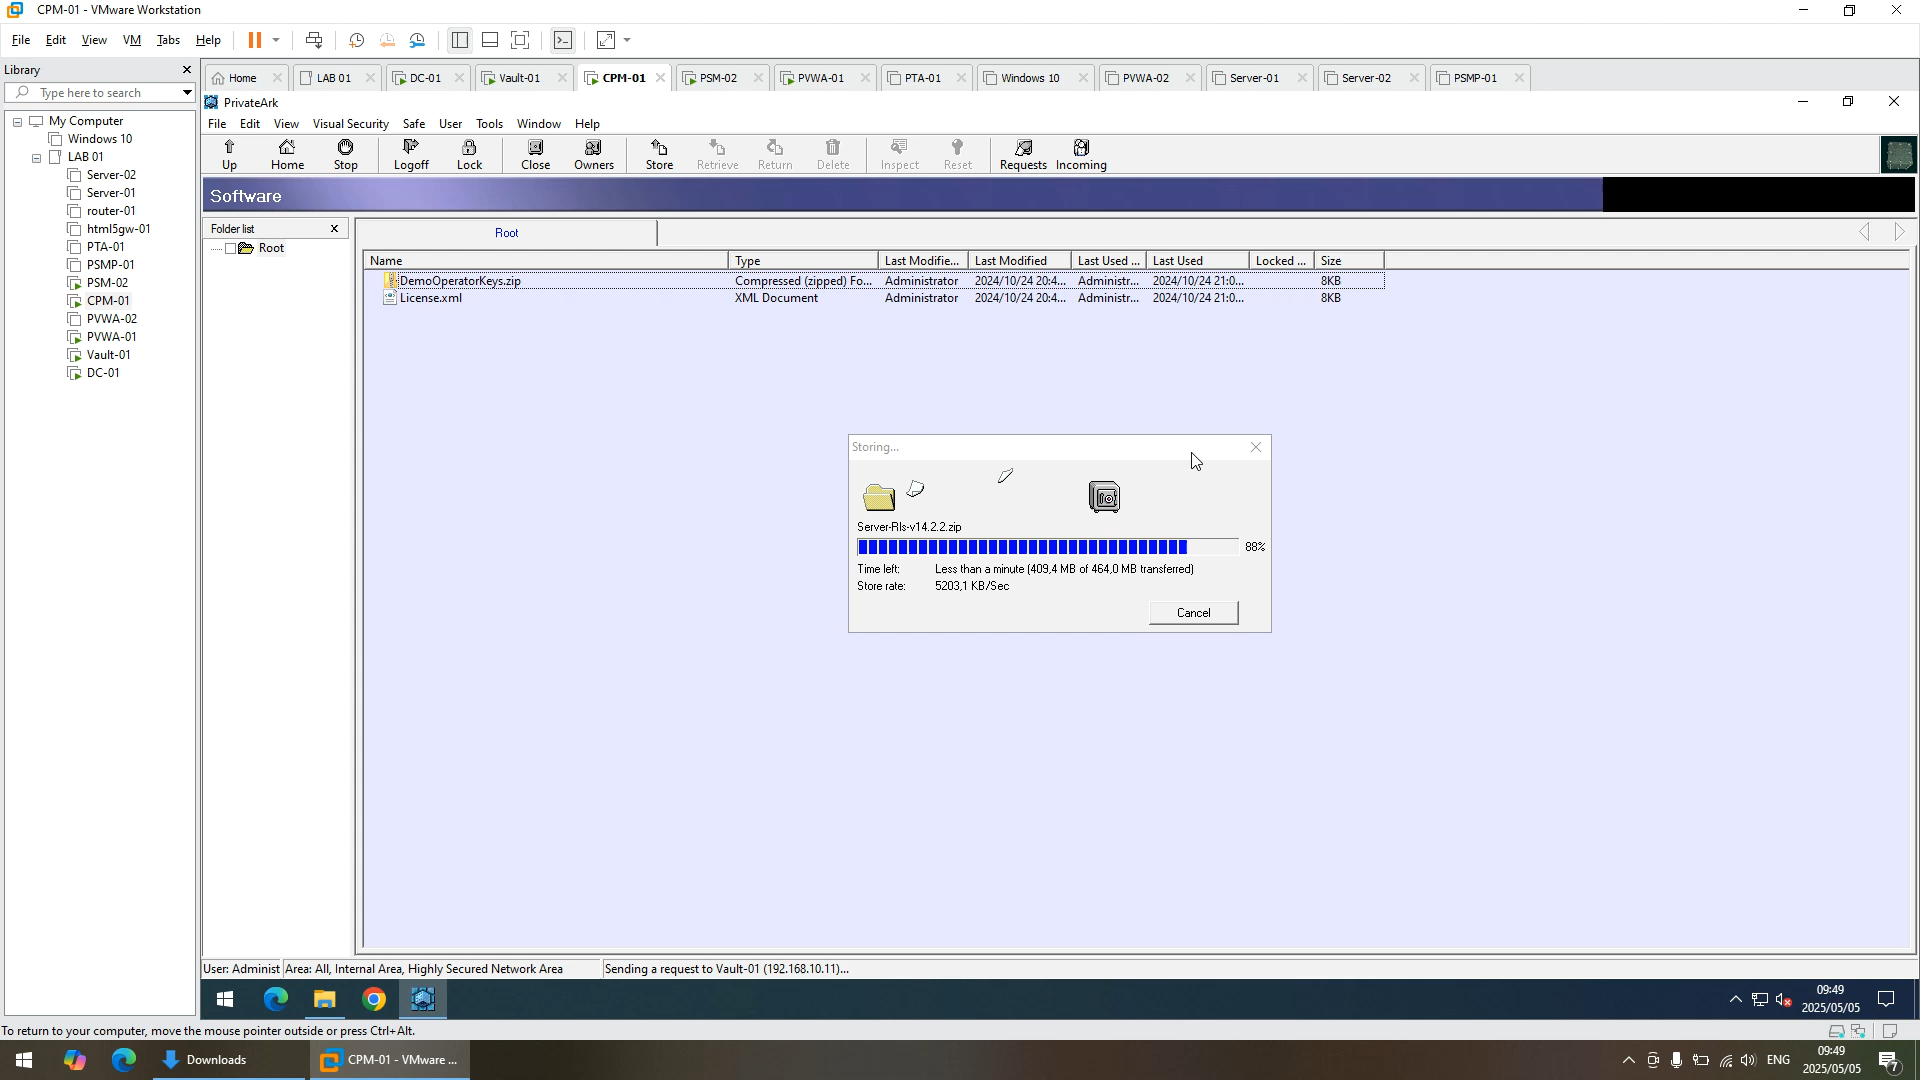 CPM-01 - VMware Workstation
File Edit View VM Tabs Help
Library
Type here to search
My Computer
Windows 10
LAB 01
Server-02
Server-01
router-01
html5gw-01
PTA-01
PSMP-01
PSM-02
CPM-01
PVWA-02
PVWA-01
Vault-01
DC-01
Home LAB 01 DC-01 Vault-01 CPM-01 PSM-02 PVWA-01 PTA-01 Windows 10 PVWA-02 Server-01 Server-02 PSMP-01
PrivateArk
File Edit View Visual Security Safe User Tools Window Help
Up Home Stop Logoff Lock Close Owners Store Retrieve Return Delete Inspect Reset Requests Incoming
Software
Folder list
Root
Root
Name Type Last Modifie... Last Modified Last Used ... Last Used Locked ... Size
DemoOperatorKeys.zip Compressed (zipped) Fo... Administrator 2024/10/24 20:4... Administr... 2024/10/24 21:0... 8KB
License.xml XML Document Administrator 2024/10/24 20:4... Administr... 2024/10/24 21:0... 8KB
Storing...
Server-Rls-v14.2.2.zip
88%
Time left: Less than a minute (409,4 MB of 464,0 MB transferred)
Store rate: 5203,1 KB/Sec
Cancel
User: Administ Area: All, Internal Area, Highly Secured Network Area Sending a request to Vault-01 (192.168.10.11)...
09:49
2025/05/05
To return to your computer, move the mouse pointer outside or press Ctrl+Alt.
Downloads CPM-01 - VMware ... ENG
09:49
2025/05/05
7